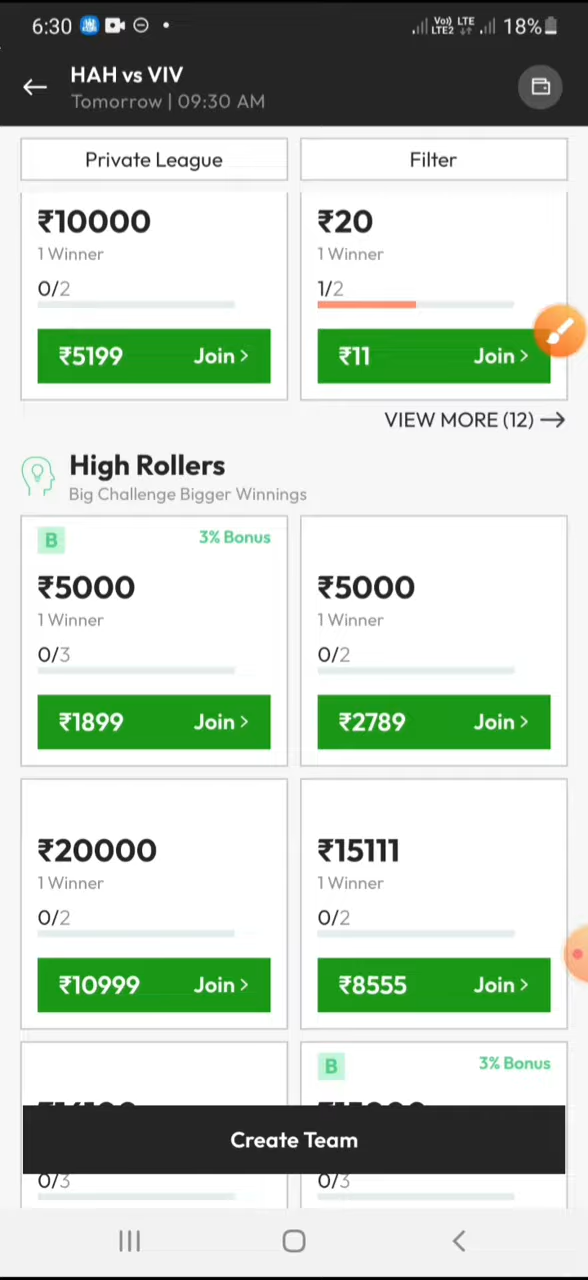 6:30
Vo)) LTE
LTE2
18%
HAH vs VIV
Tomorrow | 09:30 AM
Private League
Filter
₹10000
1 Winner
0/2
₹5199 Join >
₹20
1 Winner
1/2
₹11 Join >
VIEW MORE (12) →
High Rollers
Big Challenge Bigger Winnings
B 3% Bonus
₹5000
1 Winner
0/3
₹1899 Join >
₹5000
1 Winner
0/2
₹2789 Join >
₹20000
1 Winner
0/2
₹10999 Join >
₹15111
1 Winner
0/2
₹8555 Join >
B 3% Bonus
Create Team
0/3
0/3